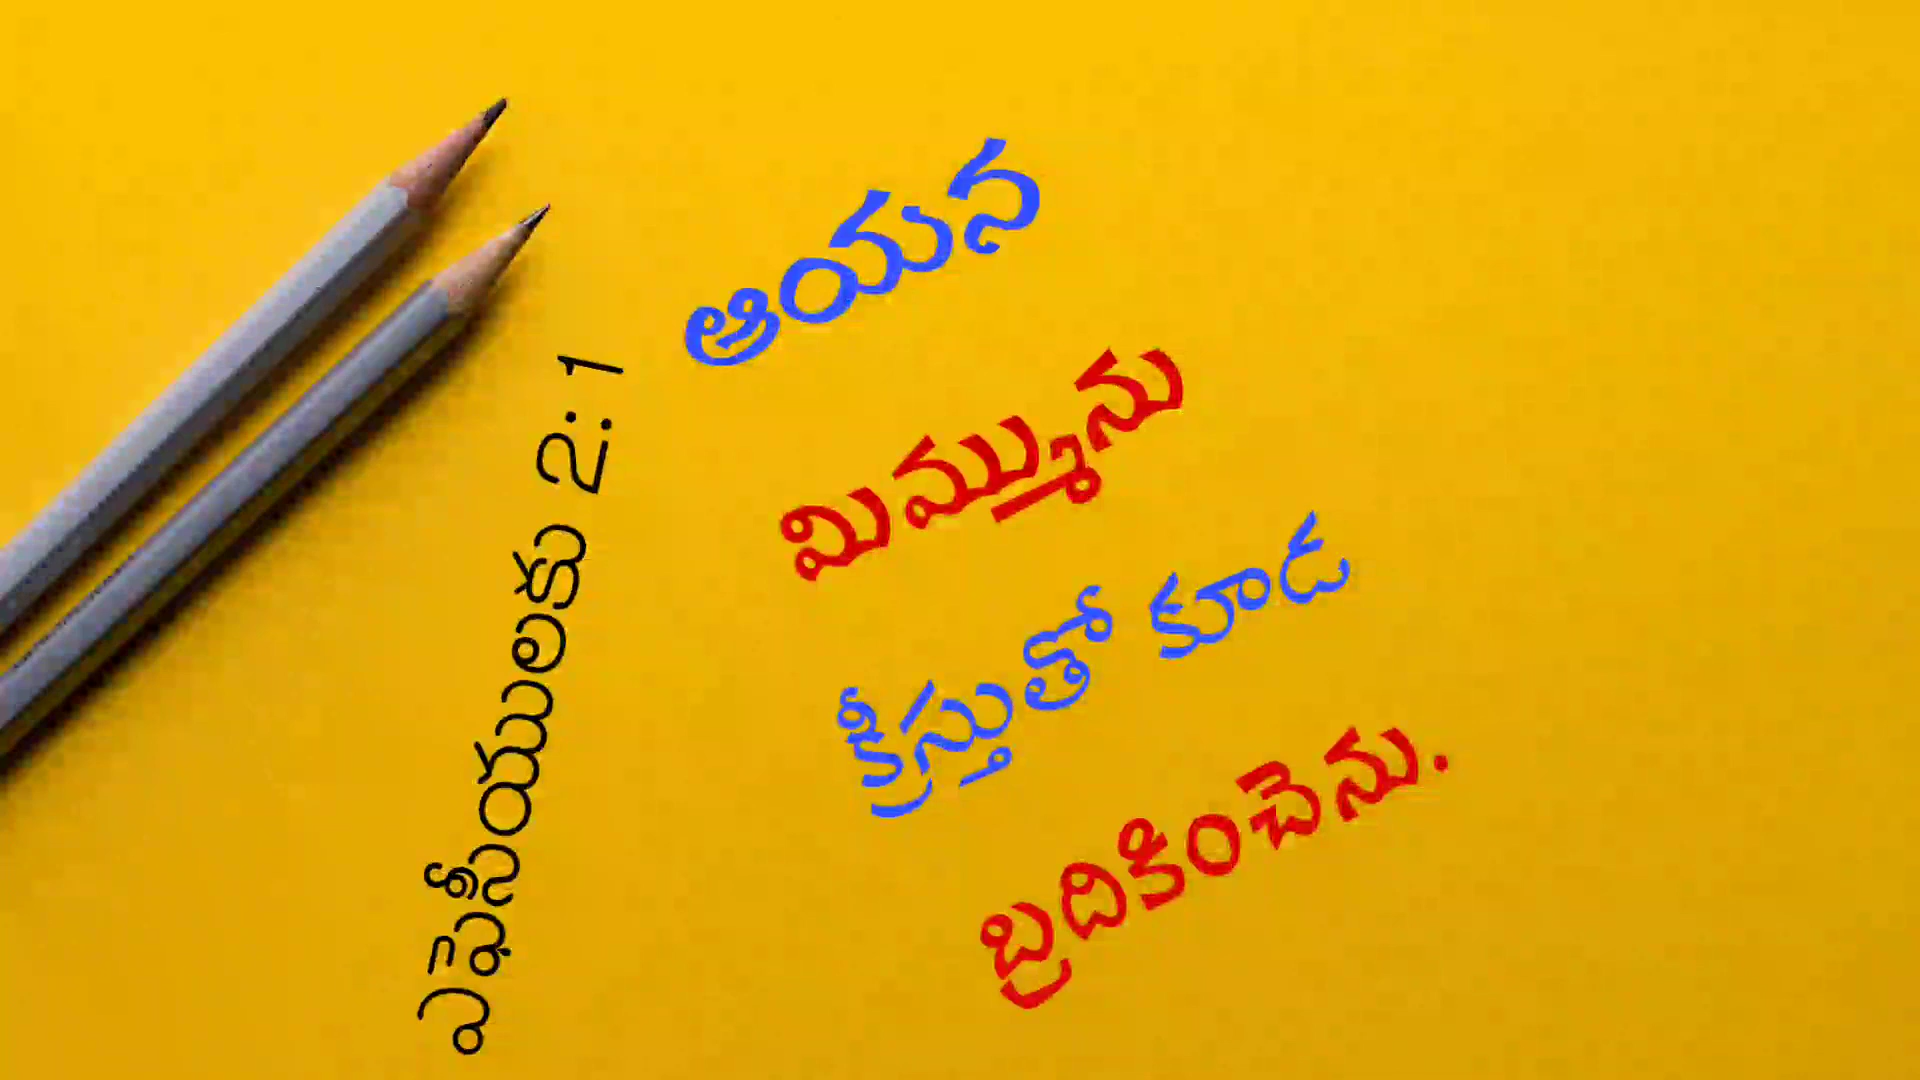 ఆయన
మిమ్మును
క్రీస్తుతో కూడ
బ్రదికించెను.
ఎఫెసీయులకు 2:1